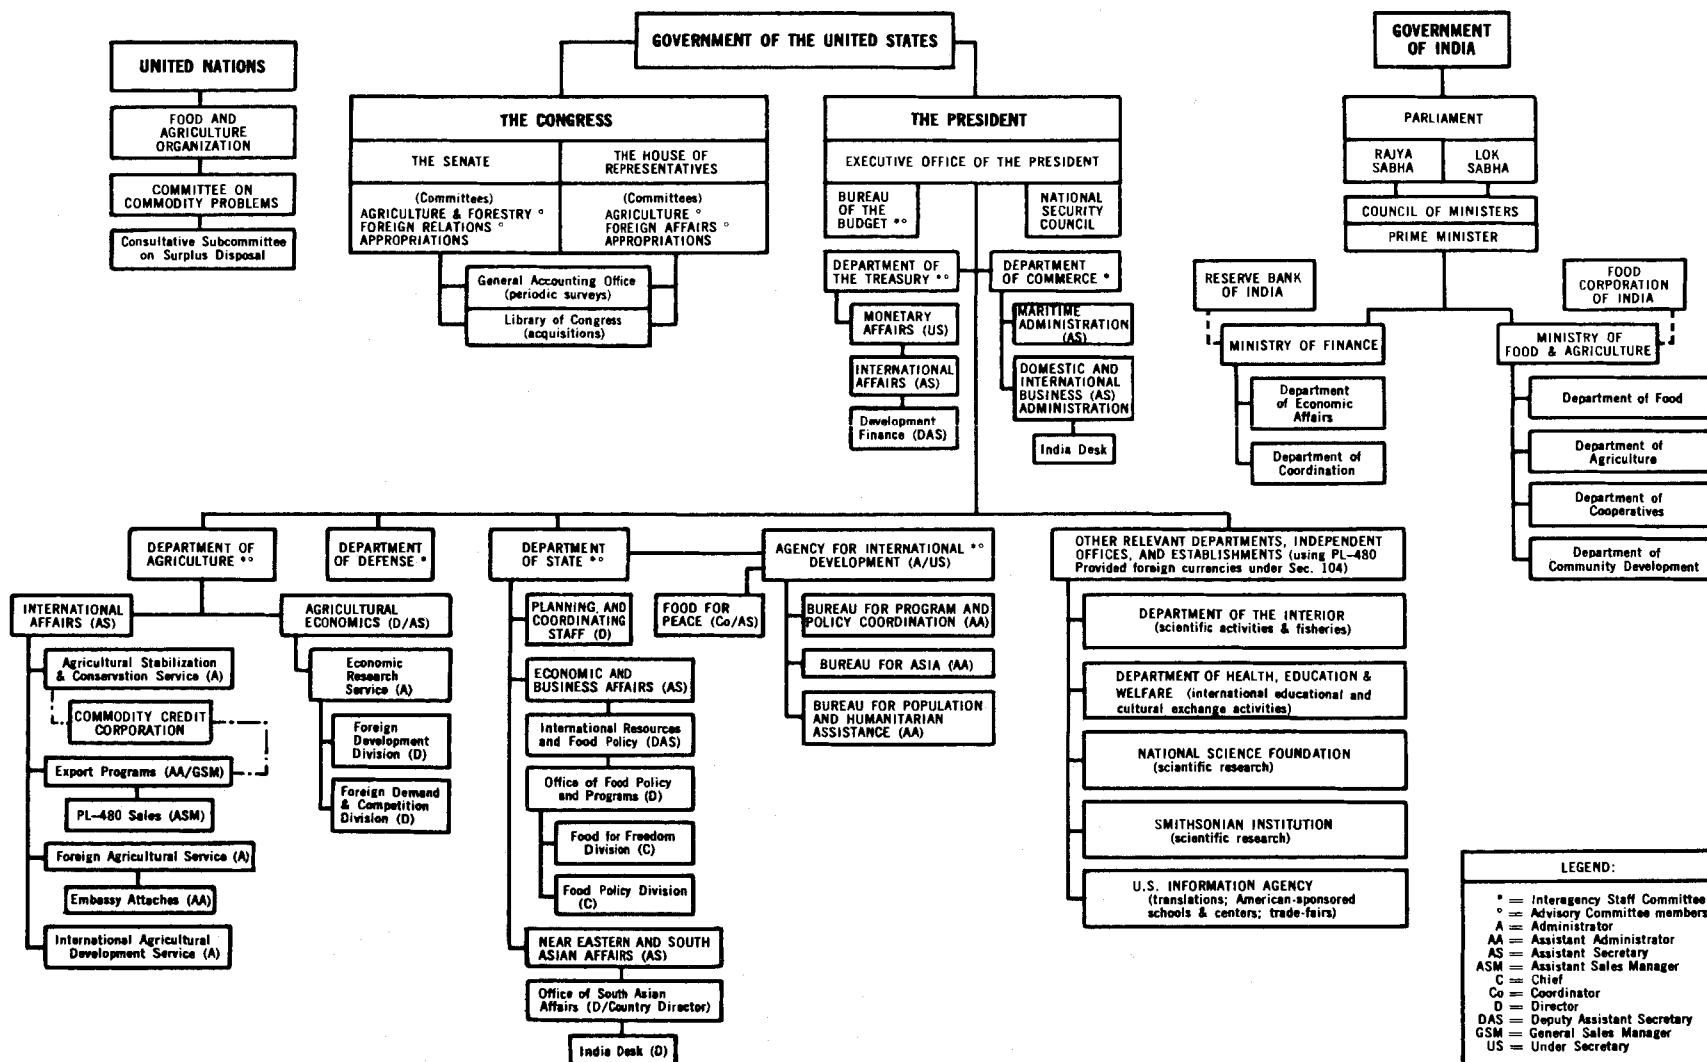 UNITED NATIONS
FOOD AND
AGRICULTURE
ORGANIZATION
COMMITTEE ON
COMMODITY PROBLEMS
Consultative Subcommittee
on Surplus Disposal
GOVERNMENT OF THE UNITED STATES
THE CONGRESS
THE SENATE
(Committees)
AGRICULTURE & FORESTRY °
FOREIGN RELATIONS °
APPROPRIATIONS
THE HOUSE OF
REPRESENTATIVES
(Committees)
AGRICULTURE °
FOREIGN AFFAIRS °
APPROPRIATIONS
General Accounting Office
(periodic surveys)
Library of Congress
(acquisitions)
THE PRESIDENT
EXECUTIVE OFFICE OF THE PRESIDENT
BUREAU
OF THE
BUDGET *°
NATIONAL
SECURITY
COUNCIL
DEPARTMENT OF
THE TREASURY *°
MONETARY
AFFAIRS (US)
INTERNATIONAL
AFFAIRS (AS)
Development
Finance (DAS)
DEPARTMENT
OF COMMERCE *
MARITIME
ADMINISTRATION
(AS)
DOMESTIC AND
INTERNATIONAL
BUSINESS (AS)
ADMINISTRATION
India Desk
GOVERNMENT
OF INDIA
PARLIAMENT
RAJYA
SABHA
LOK
SABHA
COUNCIL OF MINISTERS
PRIME MINISTER
RESERVE BANK
OF INDIA
FOOD
CORPORATION
OF INDIA
MINISTRY OF FINANCE
Department
of Economic
Affairs
Department of
Coordination
MINISTRY OF
FOOD & AGRICULTURE
Department of Food
Department of
Agriculture
Department of
Cooperatives
Department of
Community Development
DEPARTMENT OF
AGRICULTURE *°
INTERNATIONAL
AFFAIRS (AS)
Agricultural Stabilization
& Conservation Service (A)
COMMODITY CREDIT
CORPORATION
Export Programs (AA/GSM)
PL-480 Sales (ASM)
Foreign Agricultural Service (A)
Embassy Attaches (AA)
International Agricultural
Development Service (A)
AGRICULTURAL
ECONOMICS (D/AS)
Economic
Research
Service (A)
Foreign
Development
Division (D)
Foreign Demand
& Competition
Division (D)
DEPARTMENT
OF DEFENSE *
DEPARTMENT
OF STATE *°
PLANNING, AND
COORDINATING
STAFF (D)
ECONOMIC AND
BUSINESS AFFAIRS (AS)
International Resources
and Food Policy (DAS)
Office of Food Policy
and Programs (D)
Food for Freedom
Division (C)
Food Policy Division
(C)
NEAR EASTERN AND SOUTH
ASIAN AFFAIRS (AS)
Office of South Asian
Affairs (D/Country Director)
India Desk (D)
AGENCY FOR INTERNATIONAL *°
DEVELOPMENT (A/US)
FOOD FOR
PEACE (Co/AS)
BUREAU FOR PROGRAM AND
POLICY COORDINATION (AA)
BUREAU FOR ASIA (AA)
BUREAU FOR POPULATION
AND HUMANITARIAN
ASSISTANCE (AA)
OTHER RELEVANT DEPARTMENTS, INDEPENDENT
OFFICES, AND ESTABLISHMENTS (using PL-480
Provided foreign currencies under Sec. 104)
DEPARTMENT OF THE INTERIOR
(scientific activities & fisheries)
DEPARTMENT OF HEALTH, EDUCATION &
WELFARE (international educational and
cultural exchange activities)
NATIONAL SCIENCE FOUNDATION
(scientific research)
SMITHSONIAN INSTITUTION
(scientific research)
U.S. INFORMATION AGENCY
(translations; American-sponsored
schools & centers; trade-fairs)
LEGEND:
* = Interagency Staff Committee
° = Advisory Committee members
A = Administrator
AA = Assistant Administrator
AS = Assistant Secretary
ASM = Assistant Sales Manager
C = Chief
Co = Coordinator
D = Director
DAS = Deputy Assistant Secretary
GSM = General Sales Manager
US = Under Secretary